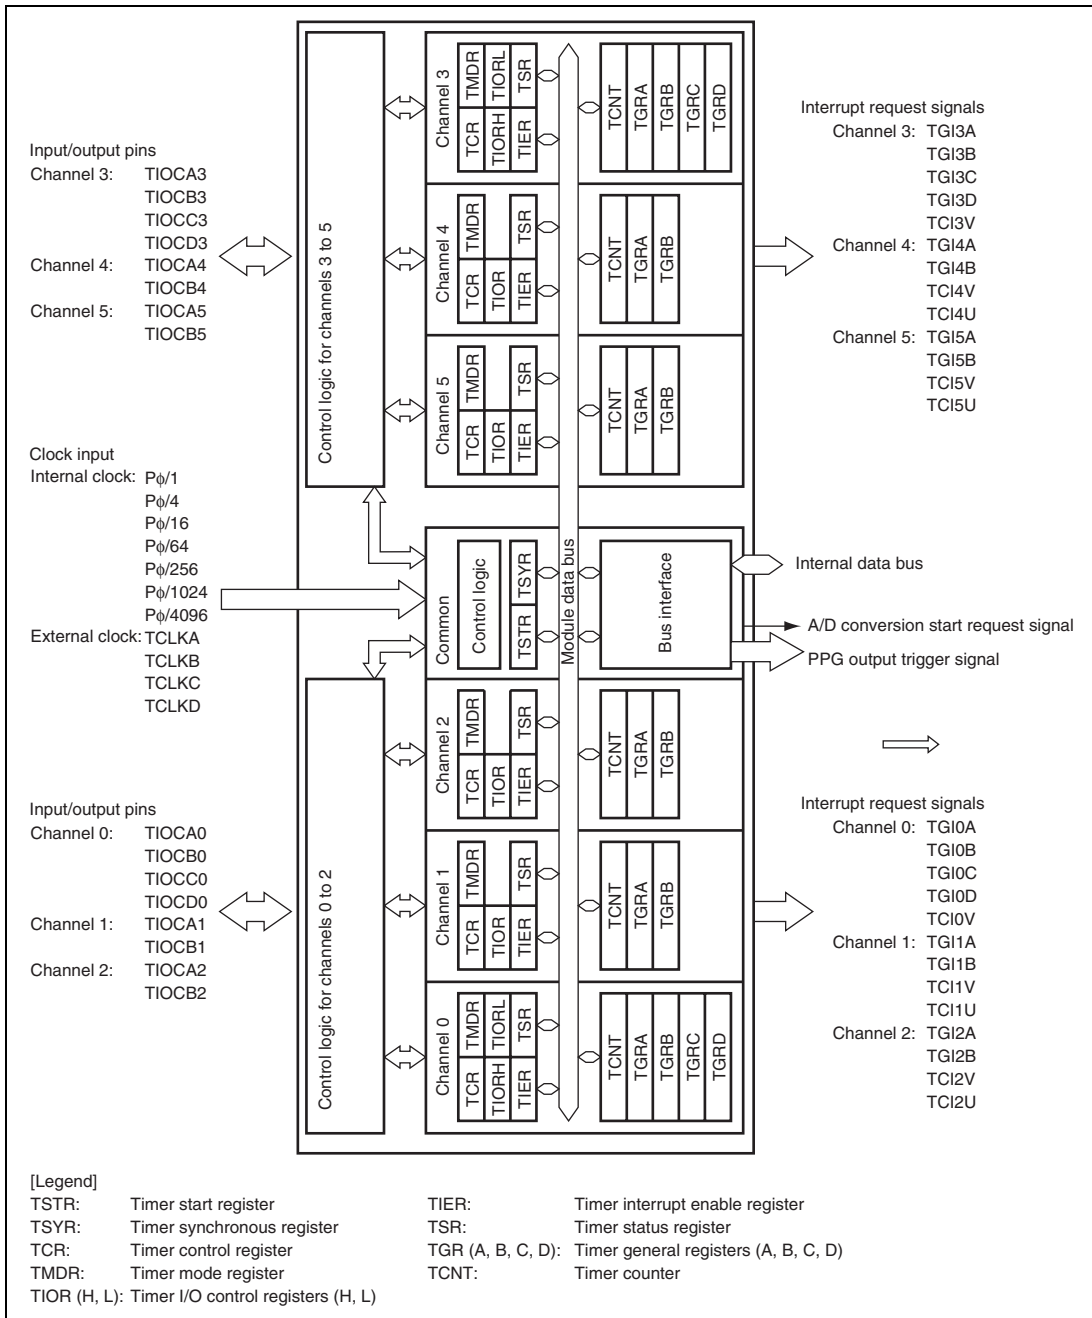 Input/output pins
Channel 3: TIOCA3
TIOCB3
TIOCC3
TIOCD3
Channel 4: TIOCA4
TIOCB4
Channel 5: TIOCA5
TIOCB5
Clock input
Internal clock: Pϕ/1
Pϕ/4
Pϕ/16
Pϕ/64
Pϕ/256
Pϕ/1024
Pϕ/4096
External clock: TCLKA
TCLKB
TCLKC
TCLKD
Input/output pins
Channel 0: TIOCA0
TIOCB0
TIOCC0
TIOCD0
Channel 1: TIOCA1
TIOCB1
Channel 2: TIOCA2
TIOCB2
Control logic for channels 3 to 5
Control logic for channels 0 to 2
Channel 3
TCR TMDR
TIORH TIORL
TIER TSR
TCNT
TGRA
TGRB
TGRC
TGRD
Channel 4
TCR TMDR
TIOR
TIER TSR
TCNT
TGRA
TGRB
Channel 5
TCR TMDR
TIOR
TIER TSR
TCNT
TGRA
TGRB
Common
Control logic
TSTR TSYR
Module data bus
Bus interface
Channel 2
TCR TMDR
TIOR
TIER TSR
TCNT
TGRA
TGRB
Channel 1
TCR TMDR
TIOR
TIER TSR
TCNT
TGRA
TGRB
Channel 0
TCR TMDR
TIORH TIORL
TIER TSR
TCNT
TGRA
TGRB
TGRC
TGRD
Interrupt request signals
Channel 3: TGI3A
TGI3B
TGI3C
TGI3D
TCI3V
Channel 4: TGI4A
TGI4B
TCI4V
TCI4U
Channel 5: TGI5A
TGI5B
TCI5V
TCI5U
Internal data bus
A/D conversion start request signal
PPG output trigger signal
Interrupt request signals
Channel 0: TGI0A
TGI0B
TGI0C
TGI0D
TCI0V
Channel 1: TGI1A
TGI1B
TCI1V
TCI1U
Channel 2: TGI2A
TGI2B
TCI2V
TCI2U
[Legend]
TSTR: Timer start register
TSYR: Timer synchronous register
TCR: Timer control register
TMDR: Timer mode register
TIOR (H, L): Timer I/O control registers (H, L)
TIER: Timer interrupt enable register
TSR: Timer status register
TGR (A, B, C, D): Timer general registers (A, B, C, D)
TCNT: Timer counter